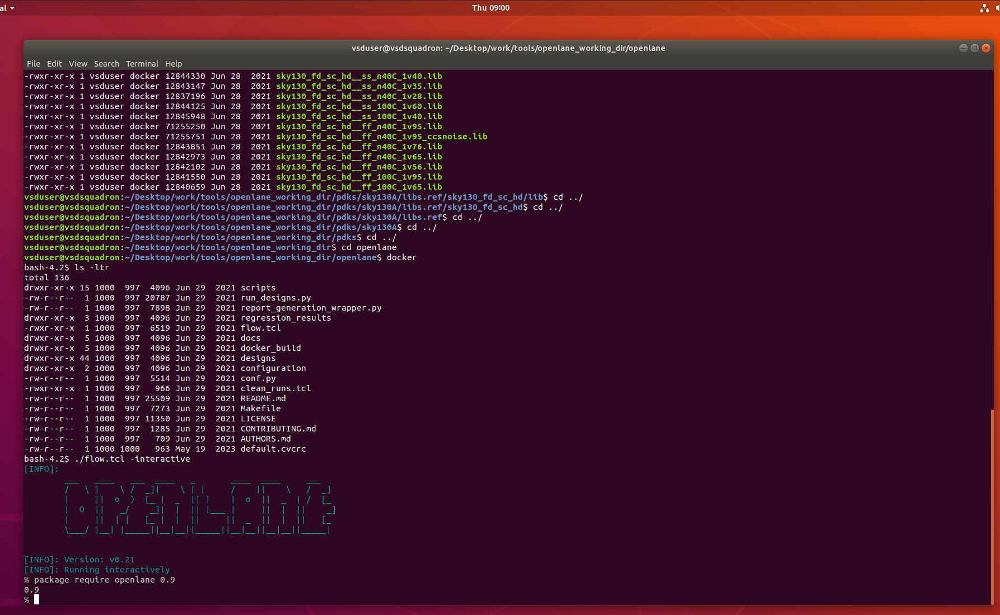 al
Thu 09:00
vsduser@vsdsquadron: ~/Desktop/work/tools/openlane_working_dir/openlane
File Edit View Search Terminal Help
-rwxr-xr-x 1 vsduser docker 12844330 Jun 28  2021 sky130_fd_sc_hd__ss_n40C_1v40.lib
-rwxr-xr-x 1 vsduser docker 12843147 Jun 28  2021 sky130_fd_sc_hd__ss_n40C_1v35.lib
-rwxr-xr-x 1 vsduser docker 12837196 Jun 28  2021 sky130_fd_sc_hd__ss_n40C_1v28.lib
-rwxr-xr-x 1 vsduser docker 12844125 Jun 28  2021 sky130_fd_sc_hd__ss_100C_1v60.lib
-rwxr-xr-x 1 vsduser docker 12845948 Jun 28  2021 sky130_fd_sc_hd__ss_100C_1v40.lib
-rwxr-xr-x 1 vsduser docker 71255250 Jun 28  2021 sky130_fd_sc_hd__ff_n40C_1v95.lib
-rwxr-xr-x 1 vsduser docker 71255751 Jun 28  2021 sky130_fd_sc_hd__ff_n40C_1v95_ccsnoise.lib
-rwxr-xr-x 1 vsduser docker 12843851 Jun 28  2021 sky130_fd_sc_hd__ff_n40C_1v76.lib
-rwxr-xr-x 1 vsduser docker 12842973 Jun 28  2021 sky130_fd_sc_hd__ff_n40C_1v65.lib
-rwxr-xr-x 1 vsduser docker 12842102 Jun 28  2021 sky130_fd_sc_hd__ff_n40C_1v56.lib
-rwxr-xr-x 1 vsduser docker 12841550 Jun 28  2021 sky130_fd_sc_hd__ff_100C_1v95.lib
-rwxr-xr-x 1 vsduser docker 12840659 Jun 28  2021 sky130_fd_sc_hd__ff_100C_1v65.lib
vsduser@vsdsquadron:~/Desktop/work/tools/openlane_working_dir/pdks/sky130A/libs.ref/sky130_fd_sc_hd/lib$ cd ../
vsduser@vsdsquadron:~/Desktop/work/tools/openlane_working_dir/pdks/sky130A/libs.ref/sky130_fd_sc_hd$ cd ../
vsduser@vsdsquadron:~/Desktop/work/tools/openlane_working_dir/pdks/sky130A/libs.ref$ cd ../
vsduser@vsdsquadron:~/Desktop/work/tools/openlane_working_dir/pdks/sky130A$ cd ../
vsduser@vsdsquadron:~/Desktop/work/tools/openlane_working_dir/pdks$ cd ../
vsduser@vsdsquadron:~/Desktop/work/tools/openlane_working_dir$ cd openlane
vsduser@vsdsquadron:~/Desktop/work/tools/openlane_working_dir/openlane$ docker
bash-4.2$ ls -ltr
total 136
drwxr-xr-x 15 1000  997  4096 Jun 29  2021 scripts
-rw-r--r--  1 1000  997 20787 Jun 29  2021 run_designs.py
-rw-r--r--  1 1000  997  7898 Jun 29  2021 report_generation_wrapper.py
drwxr-xr-x  3 1000  997  4096 Jun 29  2021 regression_results
-rwxr-xr-x  1 1000  997  6519 Jun 29  2021 flow.tcl
drwxr-xr-x  5 1000  997  4096 Jun 29  2021 docs
drwxr-xr-x  5 1000  997  4096 Jun 29  2021 docker_build
drwxr-xr-x 44 1000  997  4096 Jun 29  2021 designs
drwxr-xr-x  2 1000  997  4096 Jun 29  2021 configuration
-rw-r--r--  1 1000  997  5514 Jun 29  2021 conf.py
-rwxr-xr-x  1 1000  997   966 Jun 29  2021 clean_runs.tcl
-rw-r--r--  1 1000  997 25509 Jun 29  2021 README.md
-rw-r--r--  1 1000  997  7273 Jun 29  2021 Makefile
-rw-r--r--  1 1000  997 11350 Jun 29  2021 LICENSE
-rw-r--r--  1 1000  997  1285 Jun 29  2021 CONTRIBUTING.md
-rw-r--r--  1 1000  997   709 Jun 29  2021 AUTHORS.md
-rw-r--r--  1 1000 1000   963 May 19  2023 default.cvcrc
bash-4.2$ ./flow.tcl -interactive
[INFO]:
OPENLANE
[INFO]: Version: v0.21
[INFO]: Running interactively
% package require openlane 0.9
0.9
%